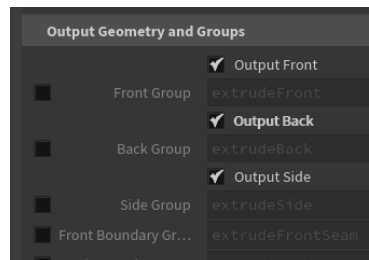 Output Geometry and Groups
Output Front
Front Group extrudeFront
Output Back
Back Group extrudeBack
Output Side
Side Group extrudeSide
Front Boundary Gr... extrudeFrontSeam